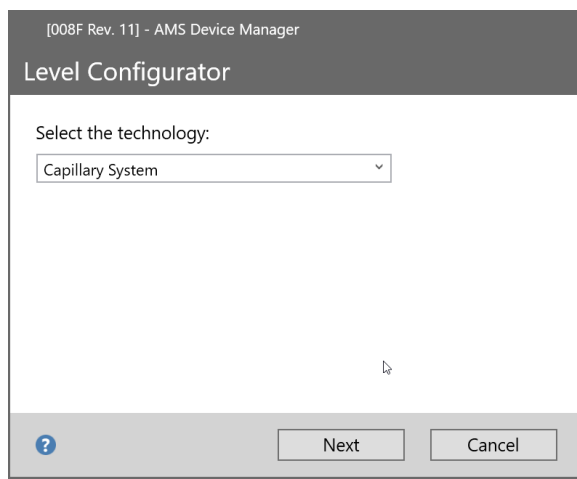 [008F Rev. 11] - AMS Device Manager
Level Configurator
Select the technology:
Capillary System
?
Next
Cancel